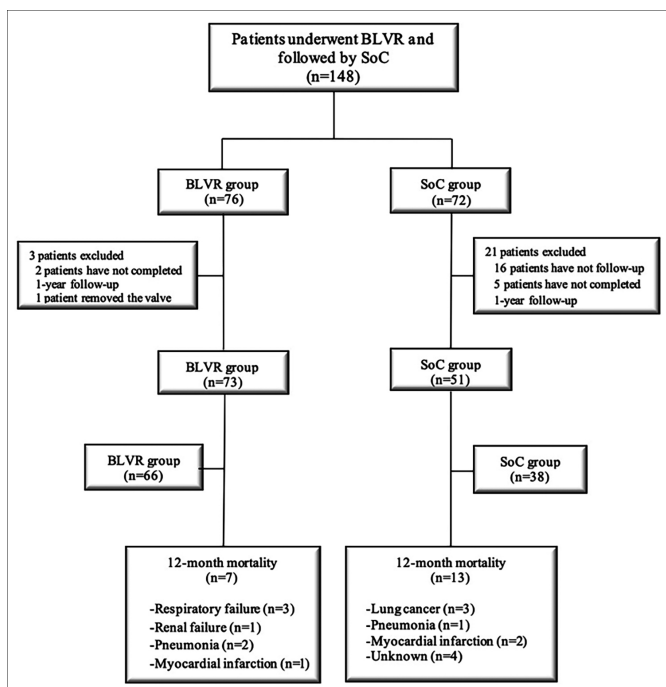 Patients underwent BLVR and
followed by SoC
(n=148)
BLVR group
(n=76)
SoC group
(n=72)
3 patients excluded
2 patients have not completed
1-year follow-up
1 patient removed the valve
21 patients excluded
16 patients have not follow-up
5 patients have not completed
1-year follow-up
BLVR group
(n=73)
SoC group
(n=51)
BLVR group
(n=66)
SoC group
(n=38)
12-month mortality
(n=7)
-Respiratory failure (n=3)
-Renal failure (n=1)
-Pneumonia (n=2)
-Myocardial infarction (n=1)
12-month mortality
(n=13)
-Lung cancer (n=3)
-Pneumonia (n=1)
-Myocardial infarction (n=2)
-Unknown (n=4)